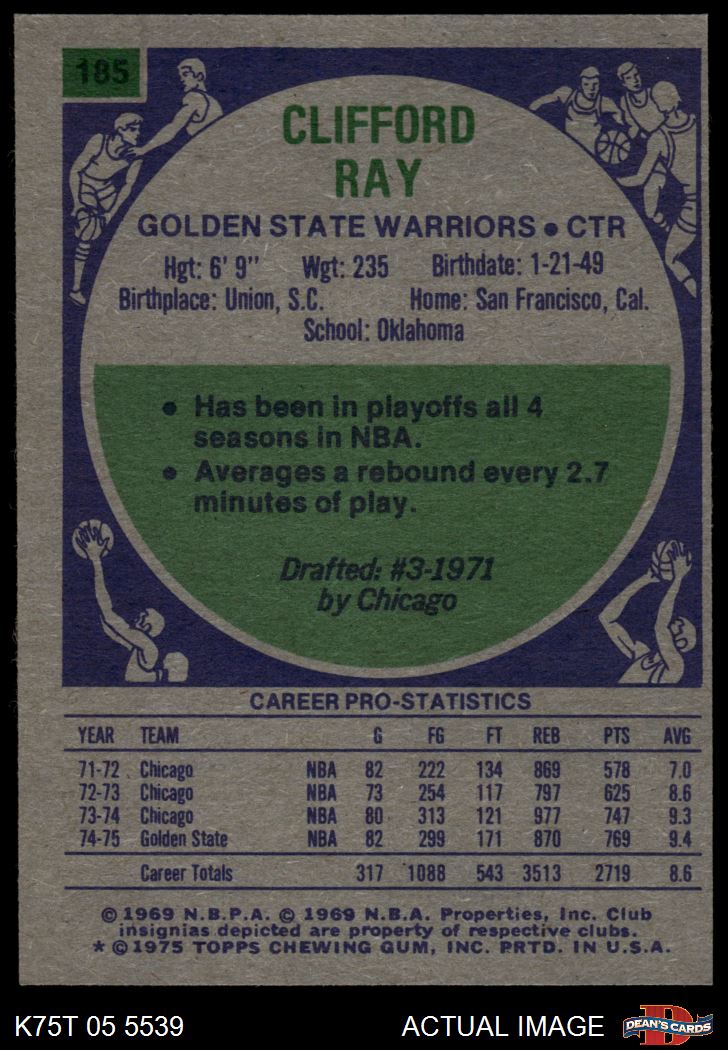 185
CLIFFORD
RAY
GOLDEN STATE WARRIORS • CTR
Hgt: 6' 9" Wgt: 235 Birthdate: 1-21-49
Birthplace: Union, S.C. Home: San Francisco, Cal.
School: Oklahoma
• Has been in playoffs all 4
seasons in NBA.
• Averages a rebound every 2.7
minutes of play.
Drafted: #3-1971
by Chicago
CAREER PRO-STATISTICS
YEAR TEAM G FG FT REB PTS AVG
71-72 Chicago NBA 82 222 134 869 578 7.0
72-73 Chicago NBA 73 254 117 797 625 8.6
73-74 Chicago NBA 80 313 121 977 747 9.3
74-75 Golden State NBA 82 299 171 870 769 9.4
Career Totals 317 1088 543 3513 2719 8.6
© 1969 N.B.P.A. © 1969 N.B.A. Properties, Inc. Club
insignias depicted are property of respective clubs.
* © 1975 TOPPS CHEWING GUM, INC. PRTD. IN U.S.A.
K75T 05 5539 ACTUAL IMAGE
D
DEAN'S CARDS